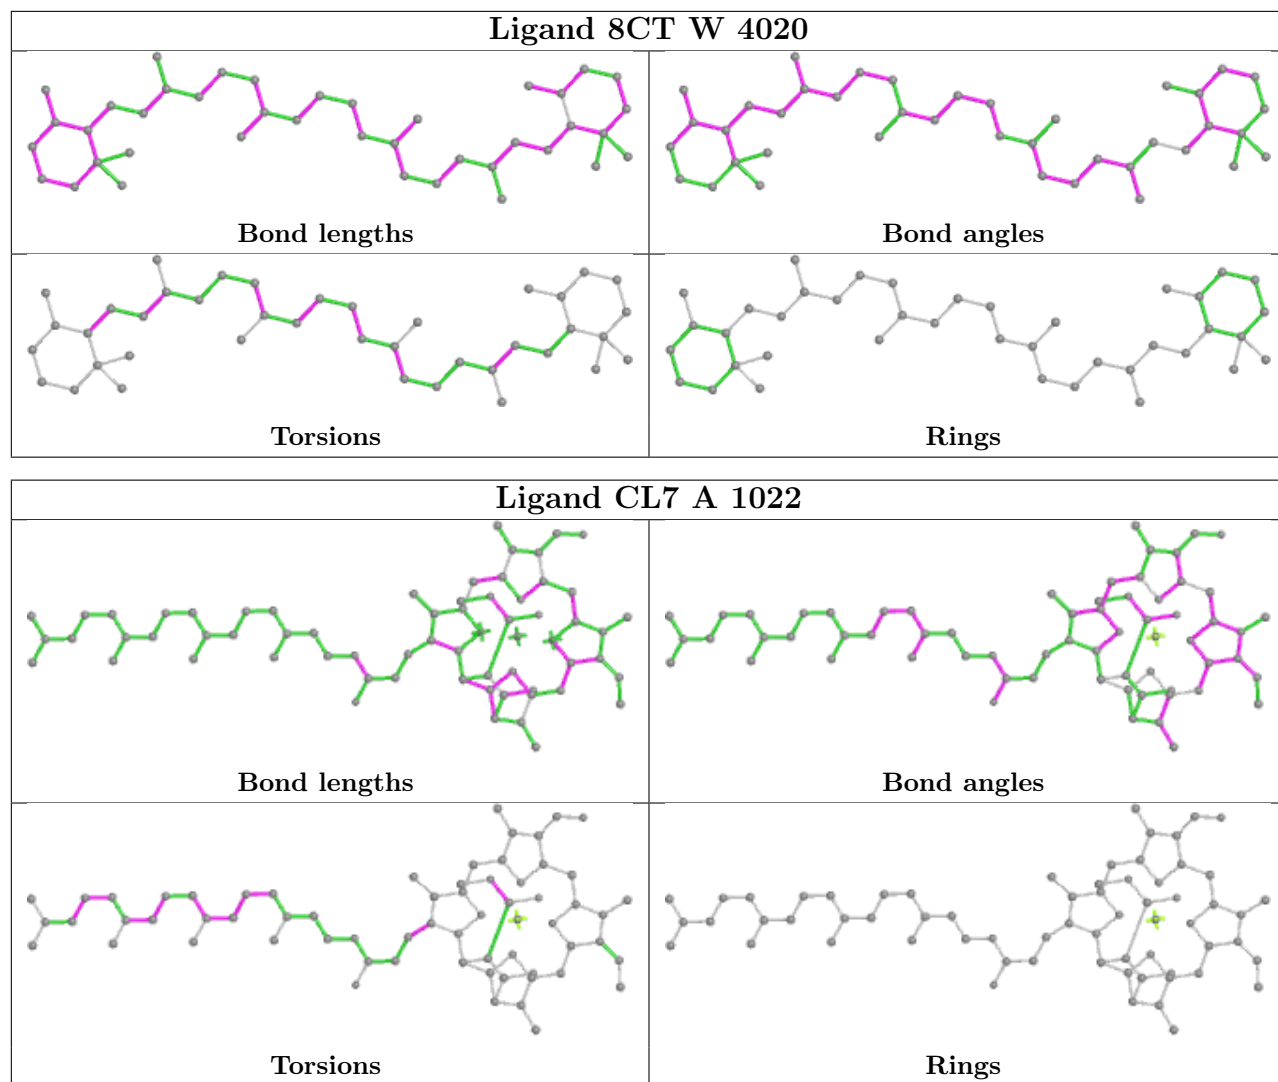 Ligand 8CT W 4020
Bond lengths
Bond angles
Torsions
Rings
Ligand CL7 A 1022
Bond lengths
Bond angles
Torsions
Rings